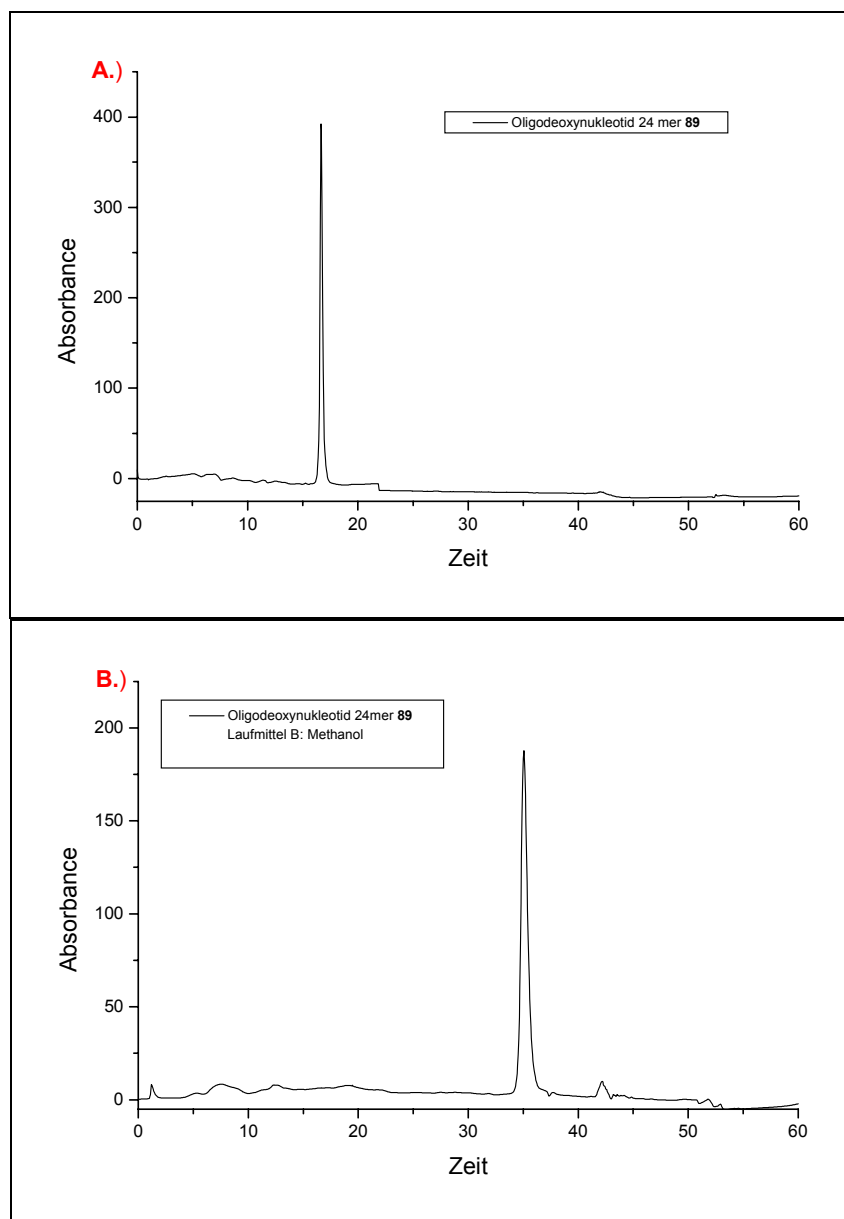 A.)
Oligodeoxynukleotid 24 mer 89
400
300
200
100
0
Absorbance
0 10 20 30 40 50 60
Zeit
B.)
Oligodeoxynukleotid 24mer 89
Laufmittel B: Methanol
200
150
100
50
0
Absorbance
0 10 20 30 40 50 60
Zeit